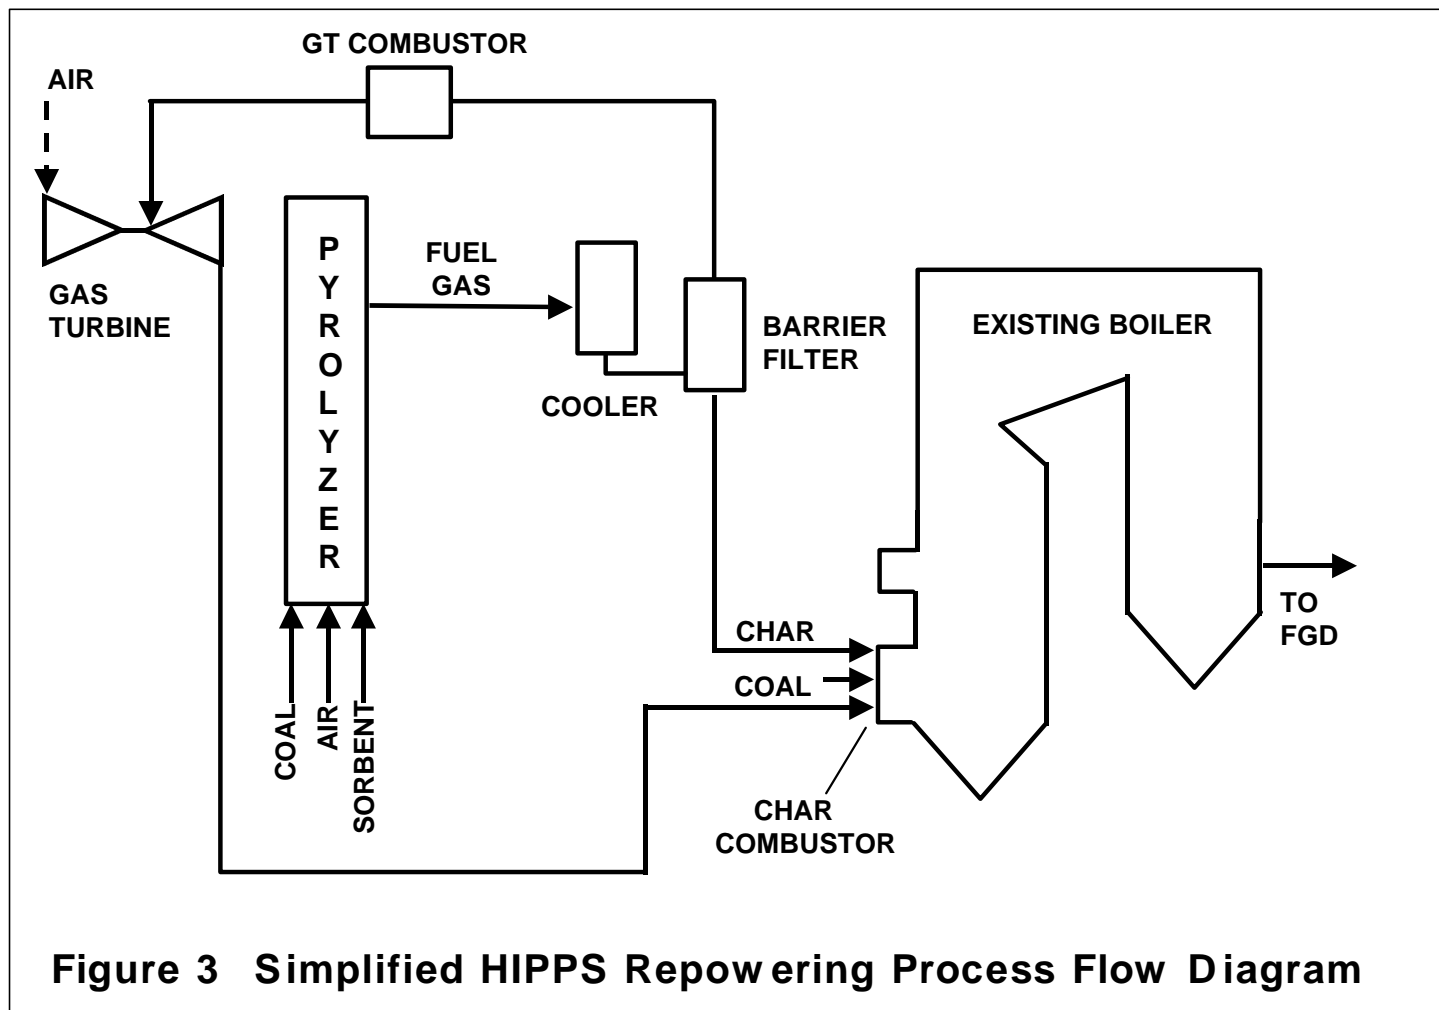 GT COMBUSTOR
AIR
GAS
TURBINE
PYROLYZER
FUEL
GAS
COOLER
BARRIER
FILTER
EXISTING BOILER
COAL
AIR
SORBENT
CHAR
COAL
CHAR
COMBUSTOR
TO
FGD
Figure 3 Simplified HIPPS Repowering Process Flow Diagram